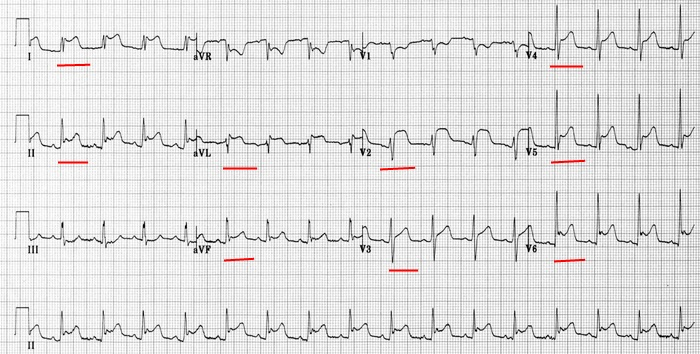 I aVR V1 V4
II aVL V2 V5
III aVF V3 V6
II